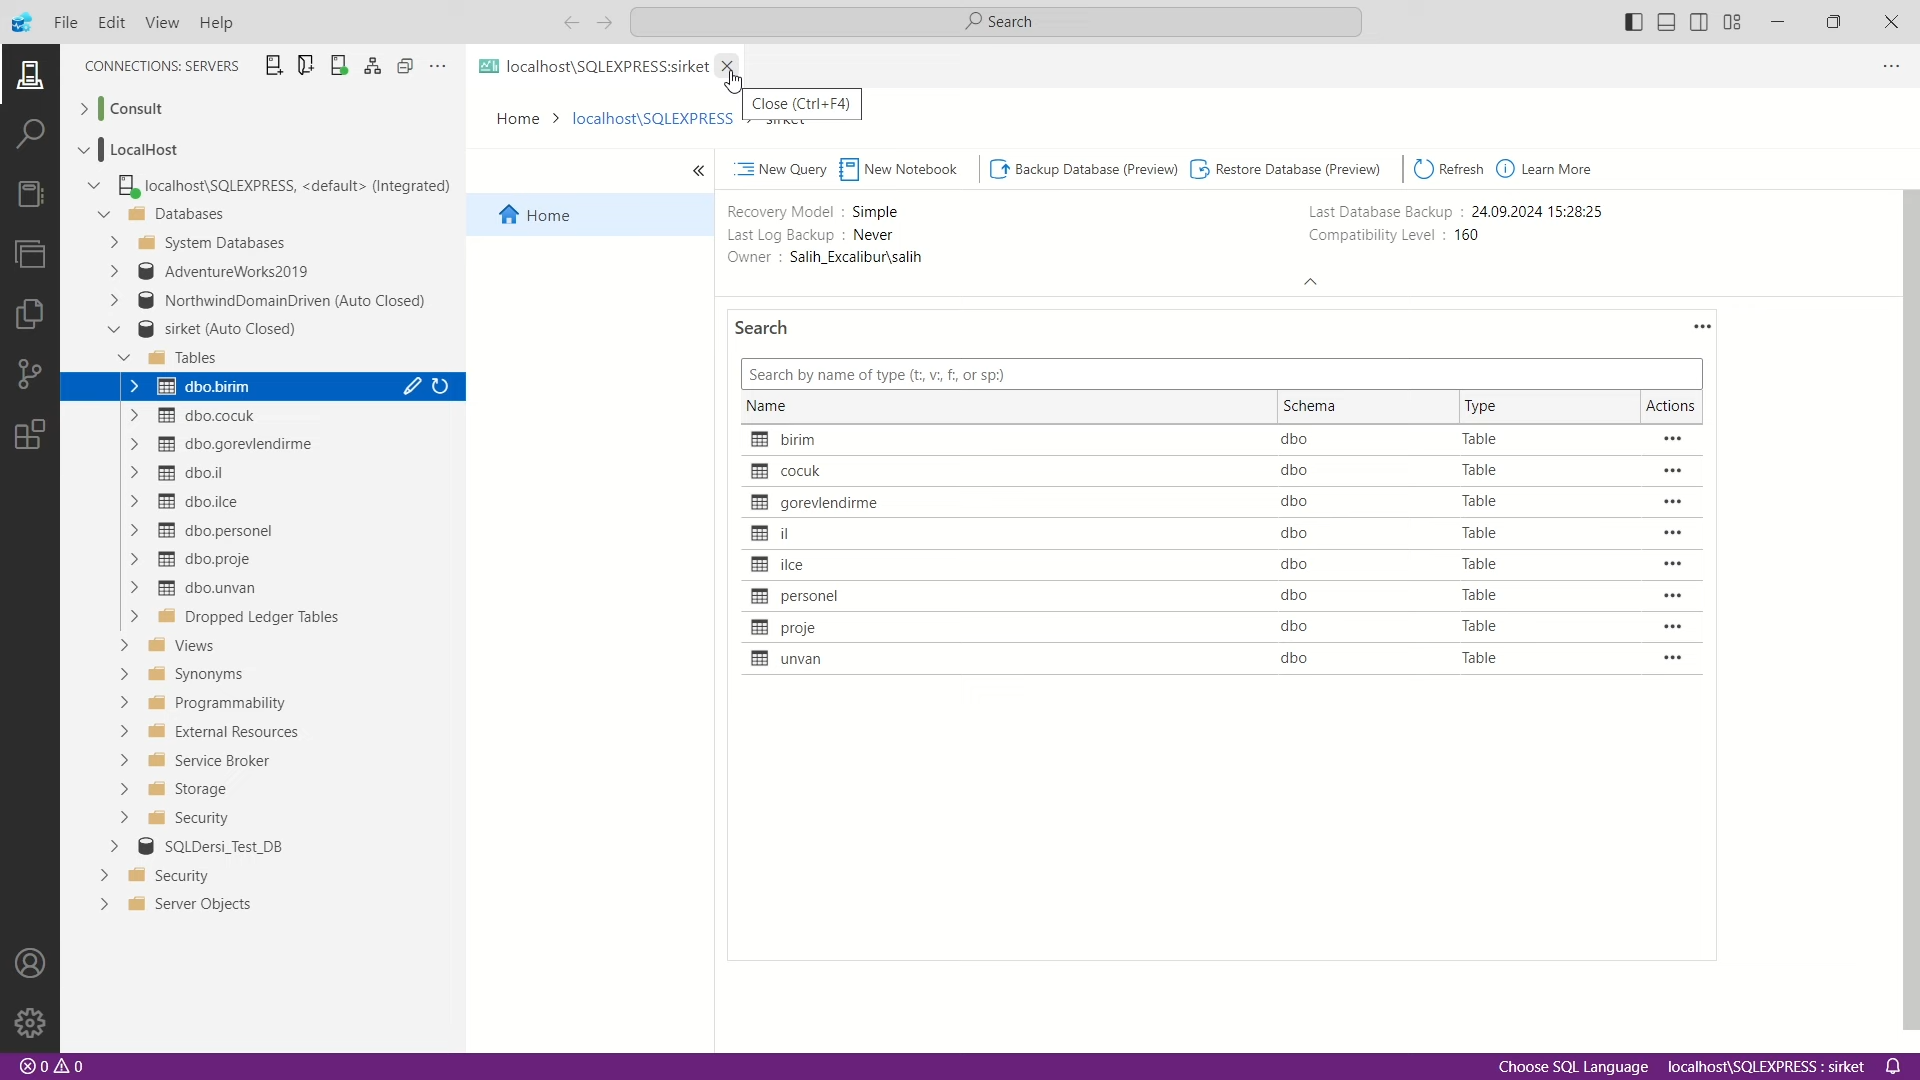 File Edit View Help
Search
CONNECTIONS: SERVERS
Consult
LocalHost
localhost\SQLEXPRESS, <default> (Integrated)
Databases
System Databases
AdventureWorks2019
NorthwindDomainDriven (Auto Closed)
sirket (Auto Closed)
Tables
dbo.birim
dbo.cocuk
dbo.gorevlendirme
dbo.il
dbo.ilce
dbo.personel
dbo.proje
dbo.unvan
Dropped Ledger Tables
Views
Synonyms
Programmability
External Resources
Service Broker
Storage
Security
SQLDersi_Test_DB
Security
Server Objects
localhost\SQLEXPRESS:sirket
Close (Ctrl+F4)
Home > localhost\SQLEXPRESS > sirket
Home
New Query New Notebook Backup Database (Preview) Restore Database (Preview) Refresh Learn More
Recovery Model : Simple
Last Log Backup : Never
Owner : Salih_Excalibur\salih
Last Database Backup : 24.09.2024 15:28:25
Compatibility Level : 160
Search
Search by name of type (t:, v:, f:, or sp:)
Name Schema Type Actions
birim dbo Table
cocuk dbo Table
gorevlendirme dbo Table
il dbo Table
ilce dbo Table
personel dbo Table
proje dbo Table
unvan dbo Table
0 0
Choose SQL Language localhost\SQLEXPRESS : sirket